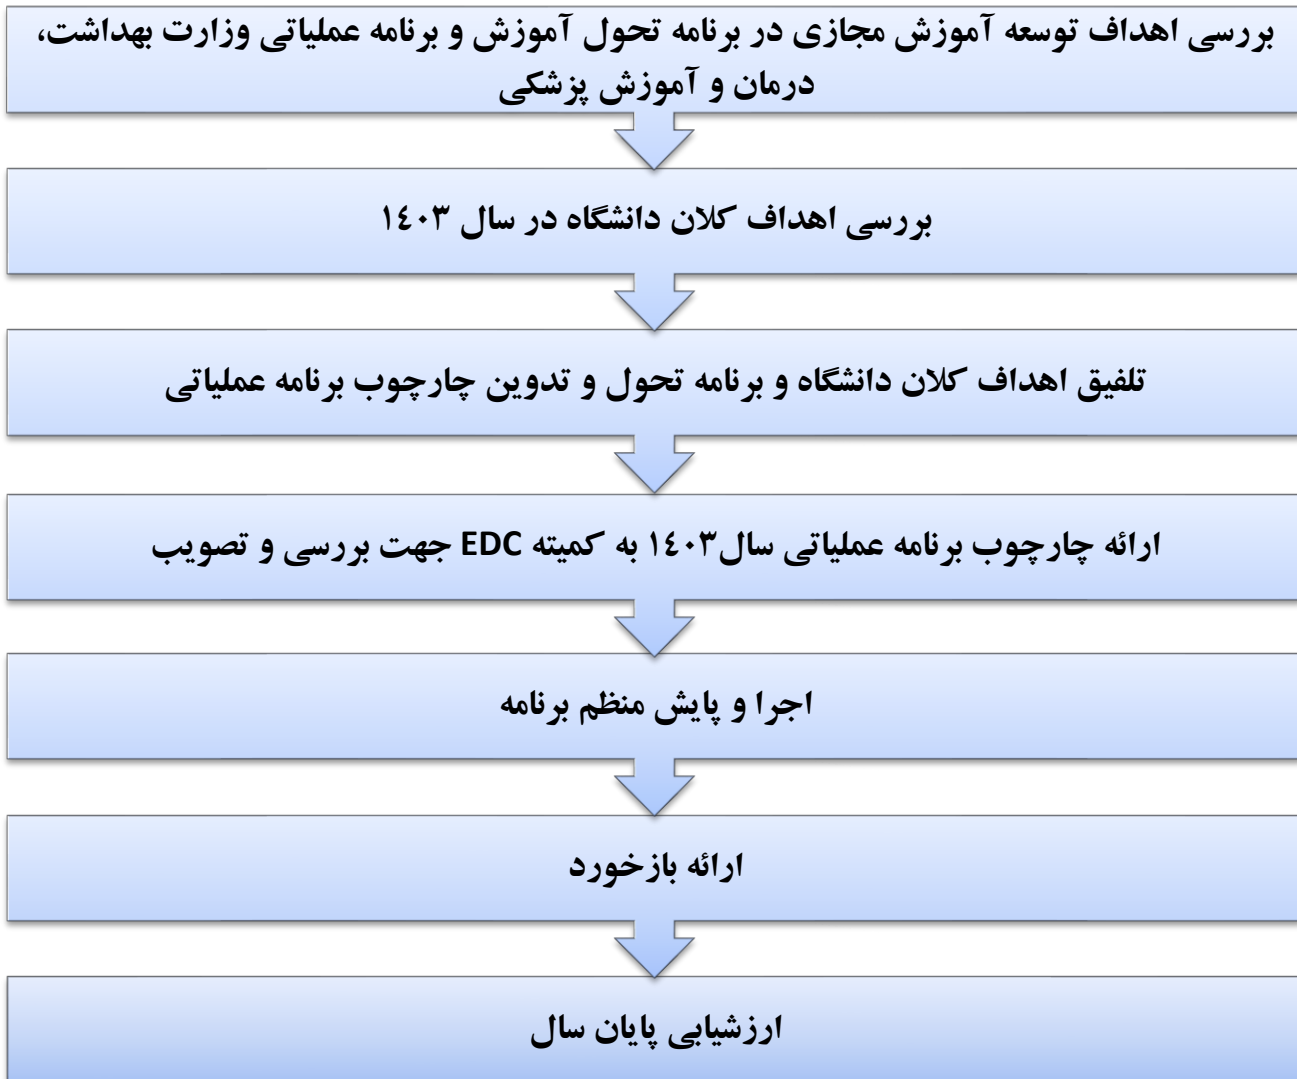 بررسی اهداف توسعه آموزش مجازی در برنامه تحول آموزش و برنامه عملیاتی وزارت بهداشت،
درمان و آموزش پزشکی
بررسی اهداف کلان دانشگاه در سال ۱٤۰۳
تلفیق اهداف کلان دانشگاه و برنامه تحول و تدوین چارچوب برنامه عملیاتی
ارائه چارچوب برنامه عملیاتی سال۱٤۰۳ به کمیته EDC جهت بررسی و تصویب
اجرا و پایش منظم برنامه
ارائه بازخورد
ارزشیابی پایان سال